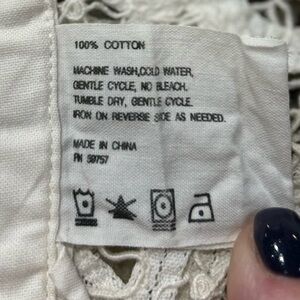 100% COTTON
MACHINE WASH,COLD WATER,
GENTLE CYCLE, NO BLEACH.
TUMBLE DRY, GENTLE CYCLE.
IRON ON REVERSE SIDE AS NEEDED.
MADE IN CHINA
RN 59757